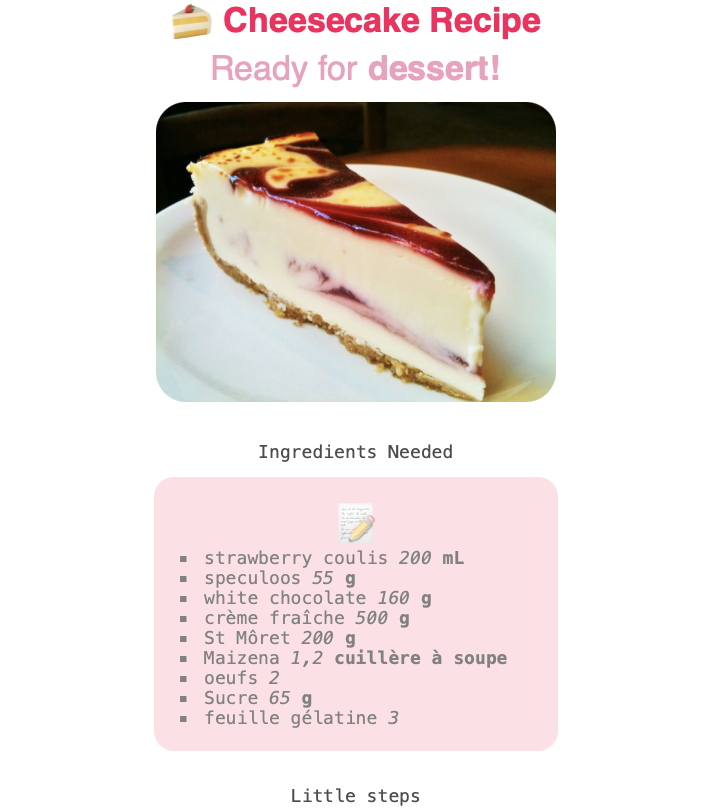 🍰 Cheesecake Recipe
Ready for dessert!
Ingredients Needed
📝
▪ strawberry coulis 200 mL
▪ speculoos 55 g
▪ white chocolate 160 g
▪ crème fraîche 500 g
▪ St Môret 200 g
▪ Maizena 1,2 cuillère à soupe
▪ oeufs 2
▪ Sucre 65 g
▪ feuille gélatine 3
Little steps